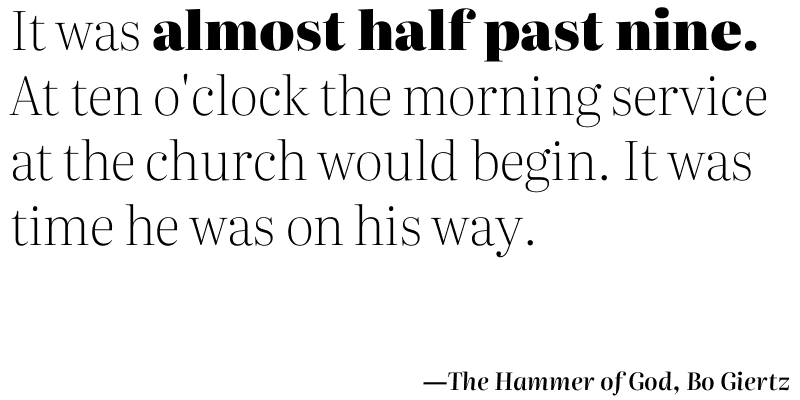 It was almost half past nine.
At ten o'clock the morning service
at the church would begin. It was
time he was on his way.
—The Hammer of God, Bo Giertz